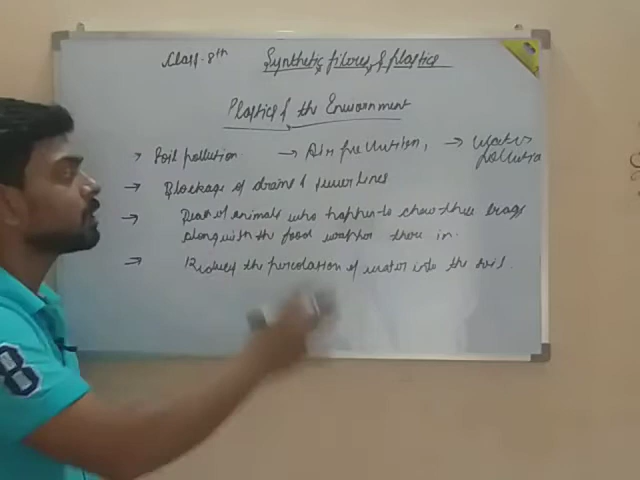 Class-8th Synthetic fibres & plastics
Plastics & the Environment
→ Soil pollution → Air pollution, → Water pollution
→ Blockage of drains & sewer lines
→ Death of animals who happen to chew these bags
along with the food wrapped there in.
→ Reduces the percolation of water into the soil.
8